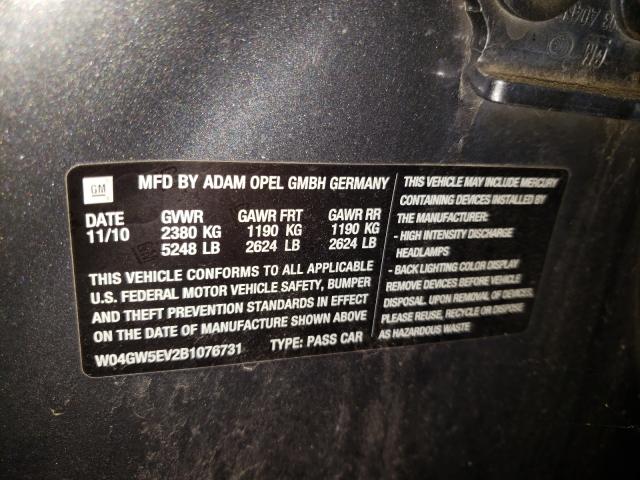 GM
MFD BY ADAM OPEL GMBH GERMANY
DATE GVWR GAWR FRT GAWR RR
11/10 2380 KG 1190 KG 1190 KG
5248 LB 2624 LB 2624 LB
THIS VEHICLE CONFORMS TO ALL APPLICABLE
U.S. FEDERAL MOTOR VEHICLE SAFETY, BUMPER
AND THEFT PREVENTION STANDARDS IN EFFECT
ON THE DATE OF MANUFACTURE SHOWN ABOVE
W04GW5EV2B1076731 TYPE: PASS CAR
THIS VEHICLE MAY INCLUDE MERCURY
CONTAINING DEVICES INSTALLED BY
THE MANUFACTURER:
- HIGH INTENSITY DISCHARGE
HEADLAMPS
- BACK LIGHTING COLOR DISPLAY
REMOVE DEVICES BEFORE VEHICLE
DISPOSAL. UPON REMOVAL OF DEVICES,
PLEASE REUSE, RECYCLE OR DISPOSE
AS HAZARDOUS WASTE